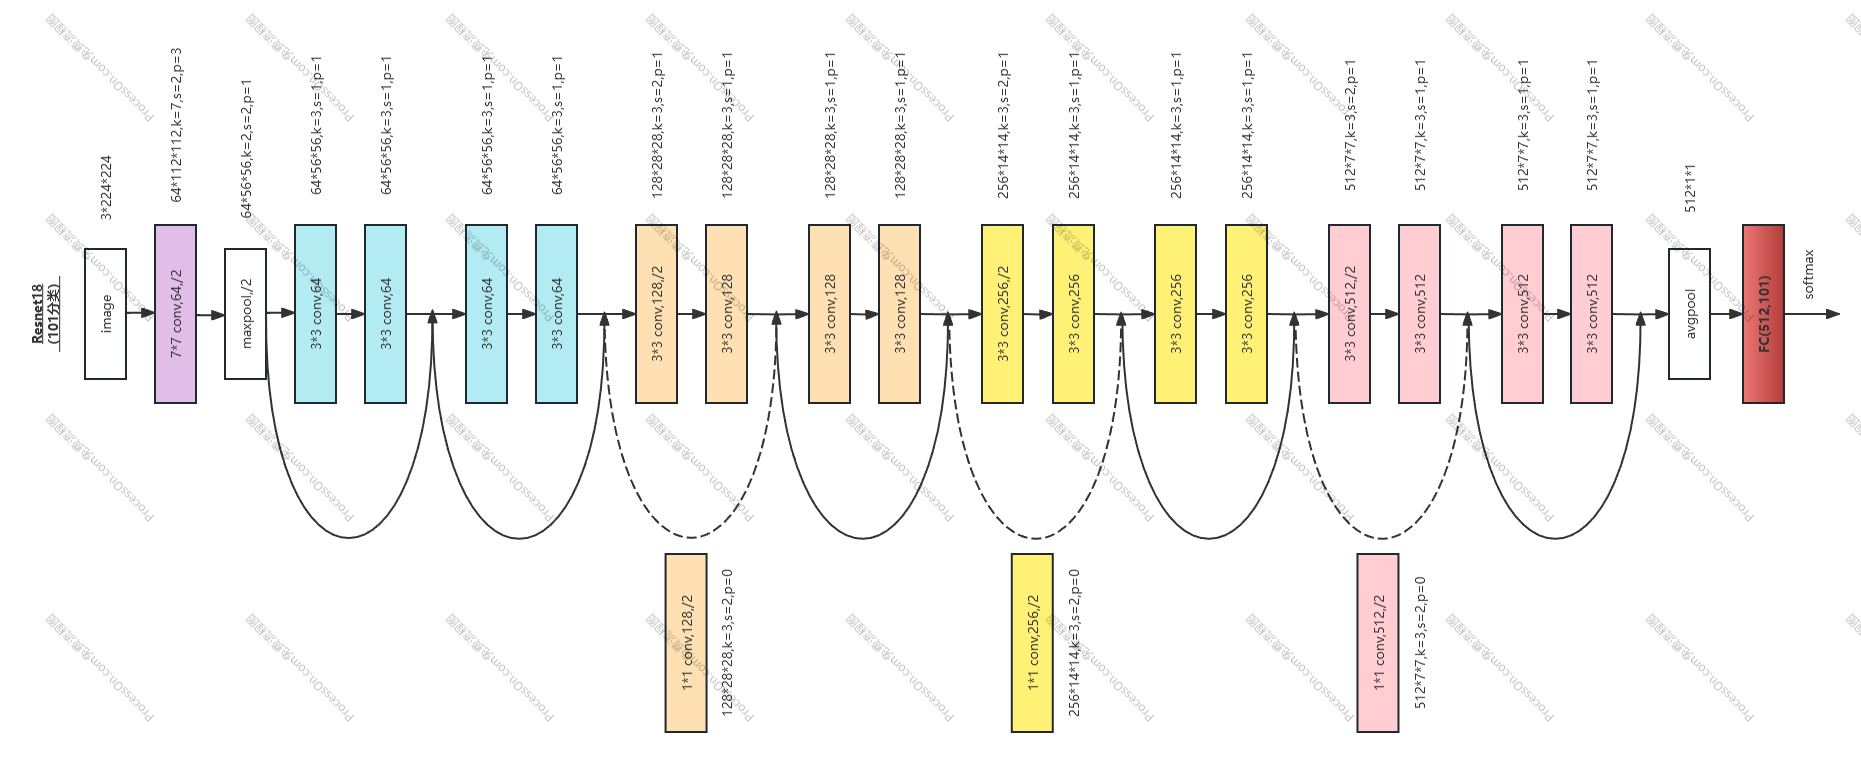 Resnet18
(101分类)
image
3*224*224
7*7 conv,64,/2
64*112*112,k=7,s=2,p=3
maxpool,/2
64*56*56,k=2,s=2,p=1
3*3 conv,64
64*56*56,k=3,s=1,p=1
3*3 conv,64
64*56*56,k=3,s=1,p=1
3*3 conv,64
64*56*56,k=3,s=1,p=1
3*3 conv,64
64*56*56,k=3,s=1,p=1
3*3 conv,128,/2
128*28*28,k=3,s=2,p=1
3*3 conv,128
128*28*28,k=3,s=1,p=1
3*3 conv,128
128*28*28,k=3,s=1,p=1
3*3 conv,128
128*28*28,k=3,s=1,p=1
3*3 conv,256,/2
256*14*14,k=3,s=2,p=1
3*3 conv,256
256*14*14,k=3,s=1,p=1
3*3 conv,256
256*14*14,k=3,s=1,p=1
3*3 conv,256
256*14*14,k=3,s=1,p=1
3*3 conv,512,/2
512*7*7,k=3,s=2,p=1
3*3 conv,512
512*7*7,k=3,s=1,p=1
3*3 conv,512
512*7*7,k=3,s=1,p=1
3*3 conv,512
512*7*7,k=3,s=1,p=1
avgpool
512*1*1
FC(512,101)
softmax
1*1 conv,128,/2
128*28*28,k=3,s=2,p=0
1*1 conv,256,/2
256*14*14,k=3,s=2,p=0
1*1 conv,512,/2
512*7*7,k=3,s=2,p=0